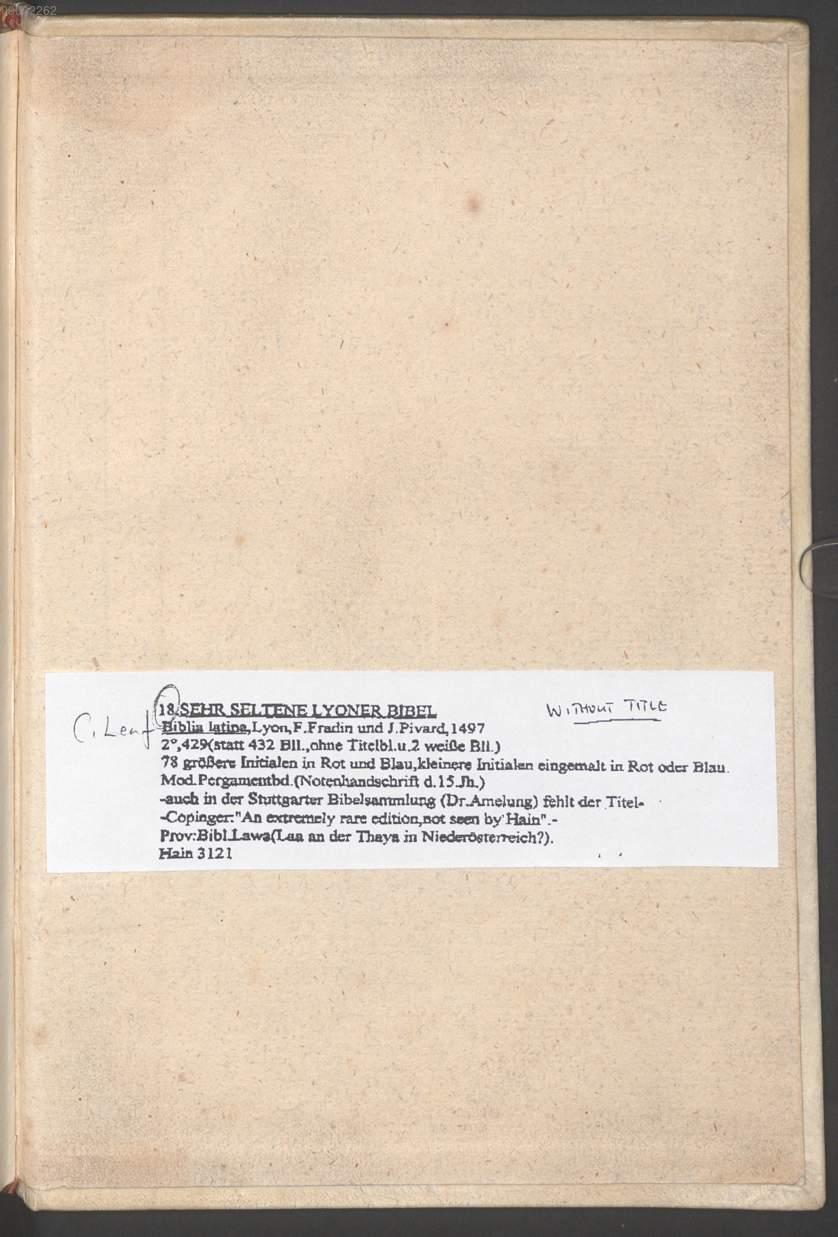 18.SEHR SELTENE LYONER BIBEL
WITHOUT TITLE
C. Leaf
Biblia latina,Lyon,F.Fradin und J.Pivard,1497
2°,429(statt 432 Bll.,ohne Titelbl.u.2 weiße Bll.)
78 größere Initialen in Rot und Blau,kleinere Initialen eingemalt in Rot oder Blau.
Mod.Pergamentbd.(Notenhandschrift d.15.Jh.)
-auch in der Stuttgarter Bibelsammlung (Dr.Amelung) fehlt der Titel-
-Copinger:"An extremely rare edition,not seen by Hain".-
Prov:Bibl.Lawa(Laa an der Thaya in Niederösterreich?).
Hain 3121